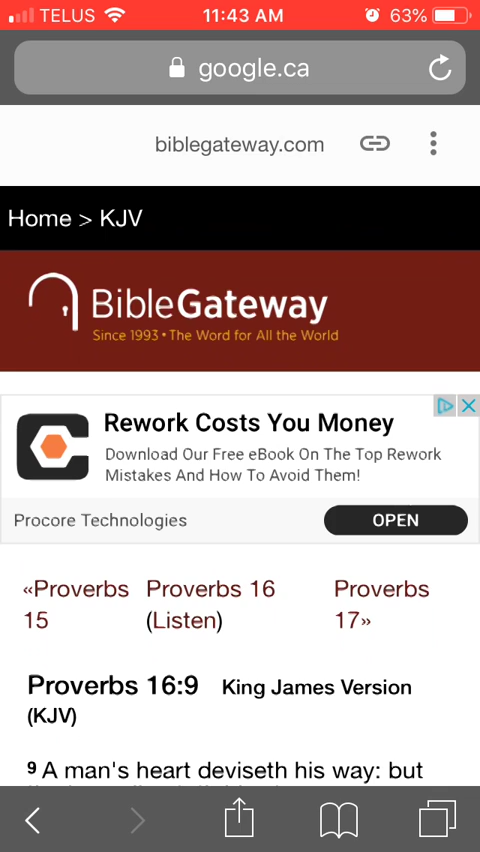 TELUS 11:43 AM 63%
google.ca
biblegateway.com
Home > KJV
BibleGateway
Since 1993 • The Word for All the World
Rework Costs You Money
Download Our Free eBook On The Top Rework
Mistakes And How To Avoid Them!
Procore Technologies OPEN
«Proverbs 15 Proverbs 16 (Listen) Proverbs 17»
Proverbs 16:9 King James Version
(KJV)
9 A man's heart deviseth his way: but